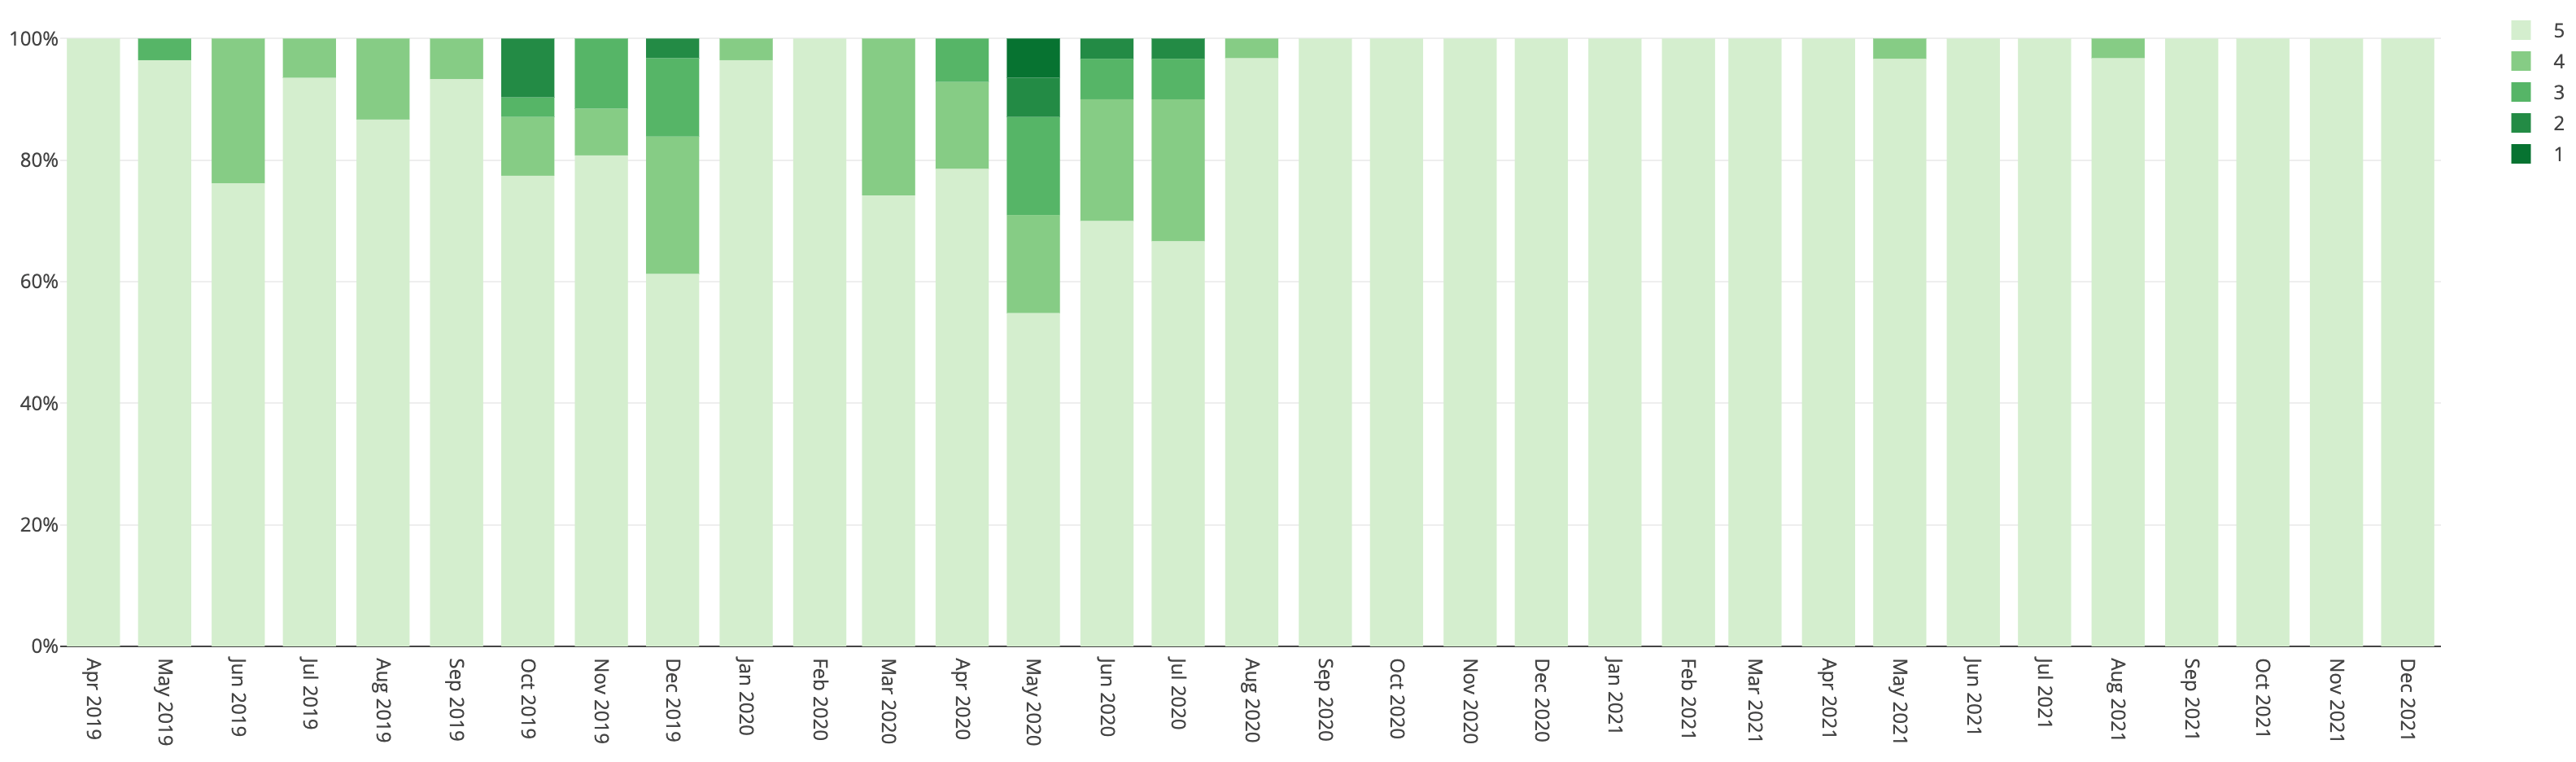 100%
80%
60%
40%
20%
0%
Apr 2019
May 2019
Jun 2019
Jul 2019
Aug 2019
Sep 2019
Oct 2019
Nov 2019
Dec 2019
Jan 2020
Feb 2020
Mar 2020
Apr 2020
May 2020
Jun 2020
Jul 2020
Aug 2020
Sep 2020
Oct 2020
Nov 2020
Dec 2020
Jan 2021
Feb 2021
Mar 2021
Apr 2021
May 2021
Jun 2021
Jul 2021
Aug 2021
Sep 2021
Oct 2021
Nov 2021
Dec 2021
5
4
3
2
1